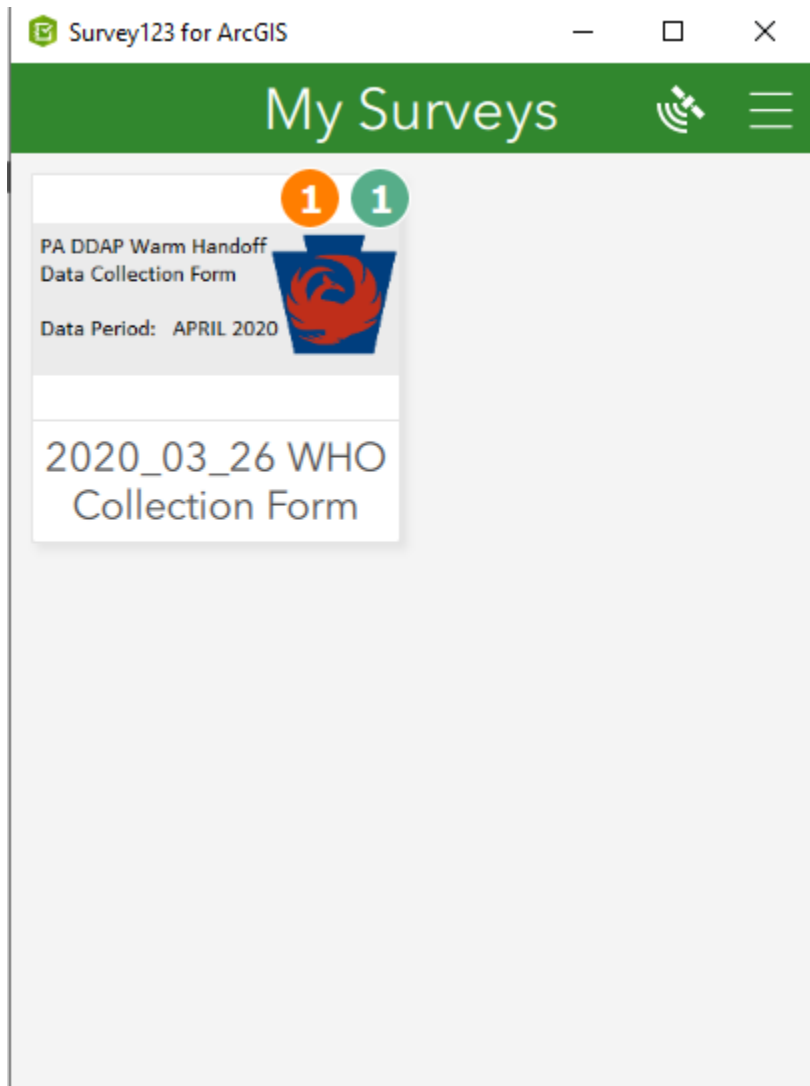 Survey123 for ArcGIS
My Surveys
1 1
PA DDAP Warm Handoff
Data Collection Form
Data Period: APRIL 2020
2020_03_26 WHO
Collection Form